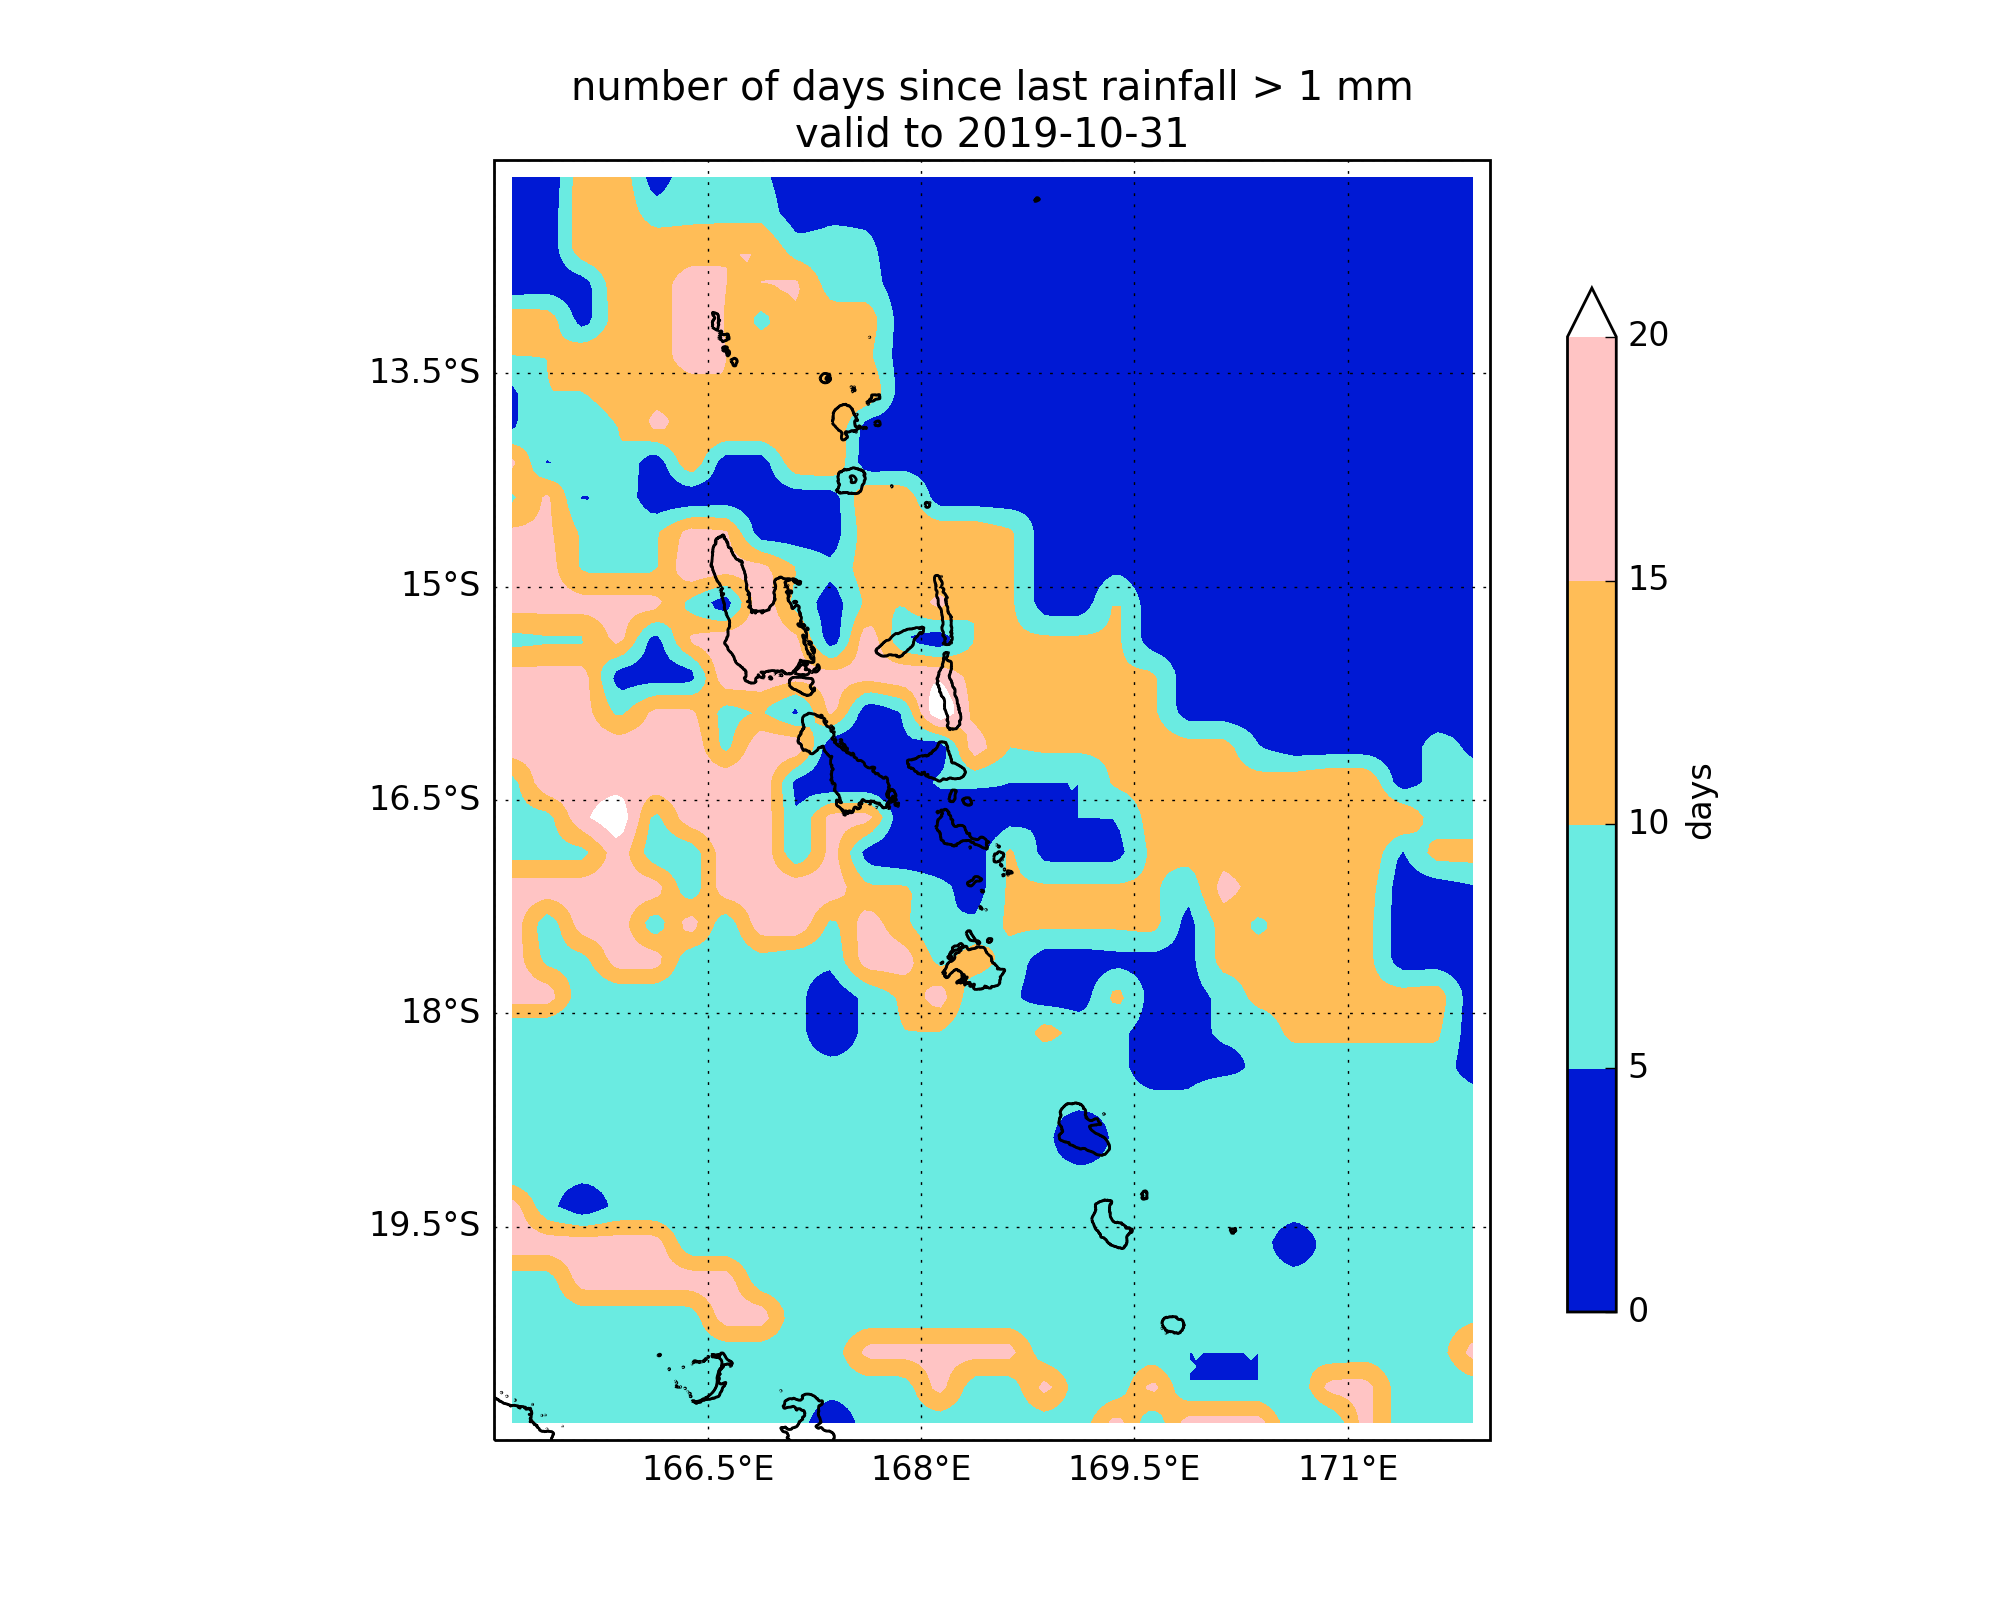 number of days since last rainfall > 1 mm
valid to 2019-10-31
13.5°S
15°S
16.5°S
18°S
19.5°S
166.5°E
168°E
169.5°E
171°E
20
15
10
5
0
days